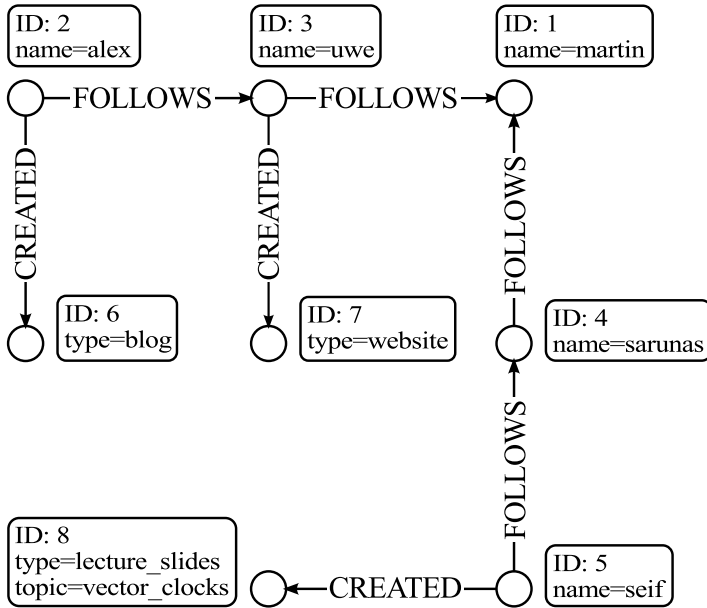 ID: 2
name=alex
ID: 3
name=uwe
ID: 1
name=martin
FOLLOWS
FOLLOWS
CREATED
CREATED
FOLLOWS
ID: 6
type=blog
ID: 7
type=website
ID: 4
name=sarunas
FOLLOWS
ID: 8
type=lecture_slides
topic=vector_clocks
CREATED
ID: 5
name=seif